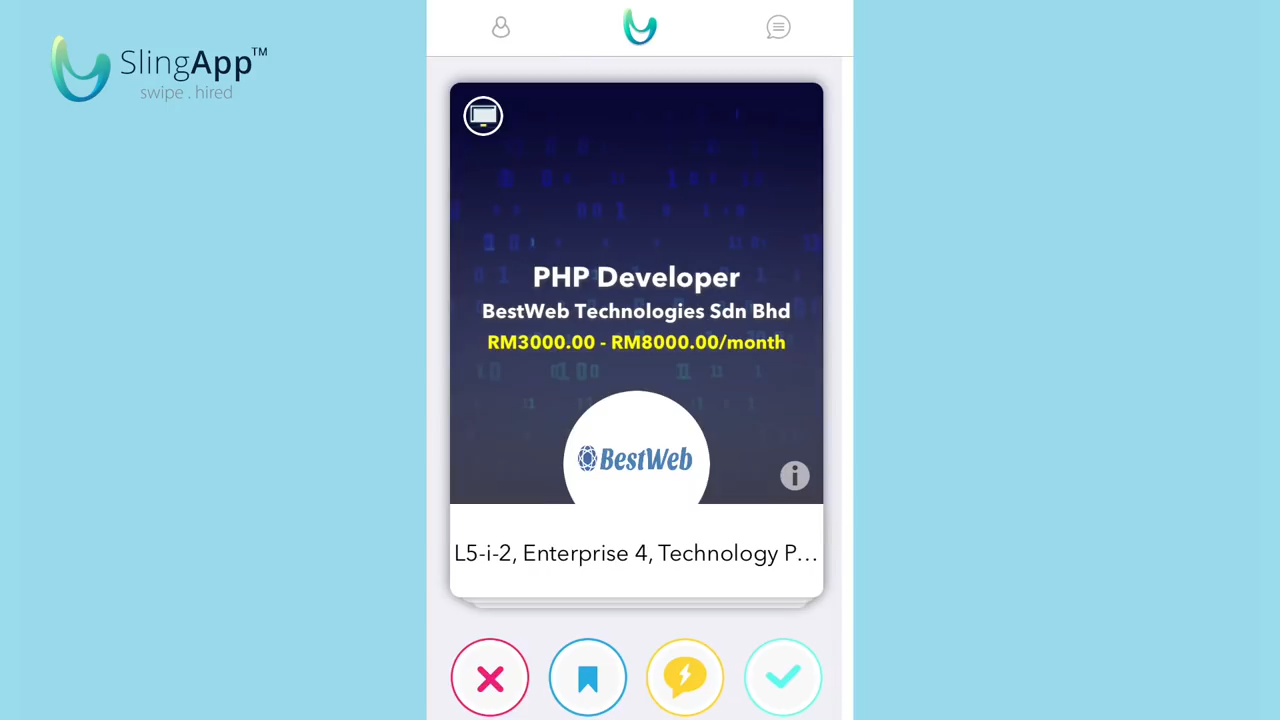 SlingApp™
swipe . hired
PHP Developer
BestWeb Technologies Sdn Bhd
RM3000.00 - RM8000.00/month
BestWeb
L5-i-2, Enterprise 4, Technology P...